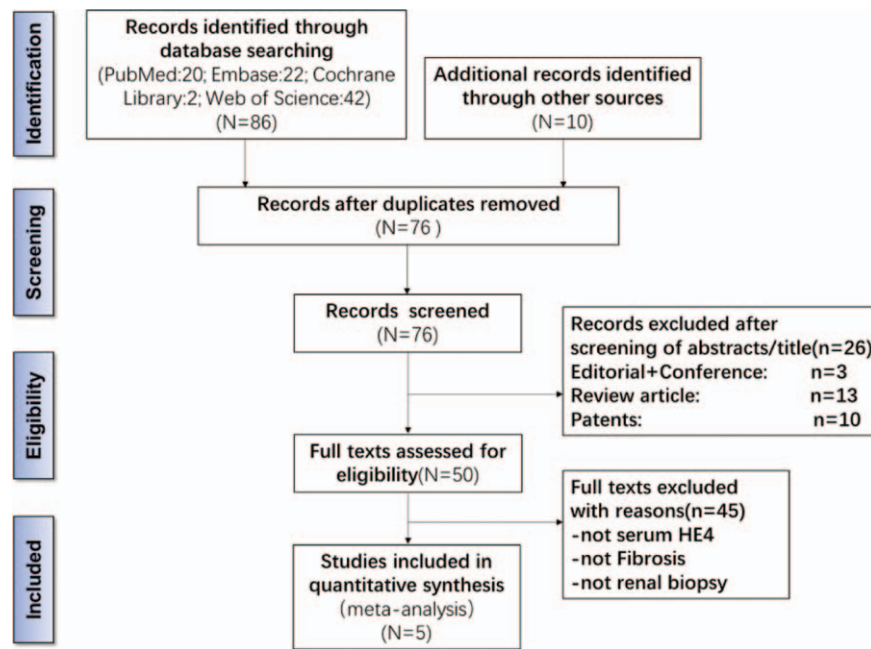 Identification
Records identified through
database searching
(PubMed:20; Embase:22; Cochrane
Library:2; Web of Science:42)
(N=86)
Additional records identified
through other sources
(N=10)
Screening
Records after duplicates removed
(N=76 )
Records screened
(N=76)
Records excluded after
screening of abstracts/title(n=26)
Editorial+Conference: n=3
Review article: n=13
Patents: n=10
Eligibility
Full texts assessed for
eligibility(N=50)
Full texts excluded
with reasons(n=45)
-not serum HE4
-not Fibrosis
-not renal biopsy
Included
Studies included in
quantitative synthesis
(meta-analysis)
(N=5)